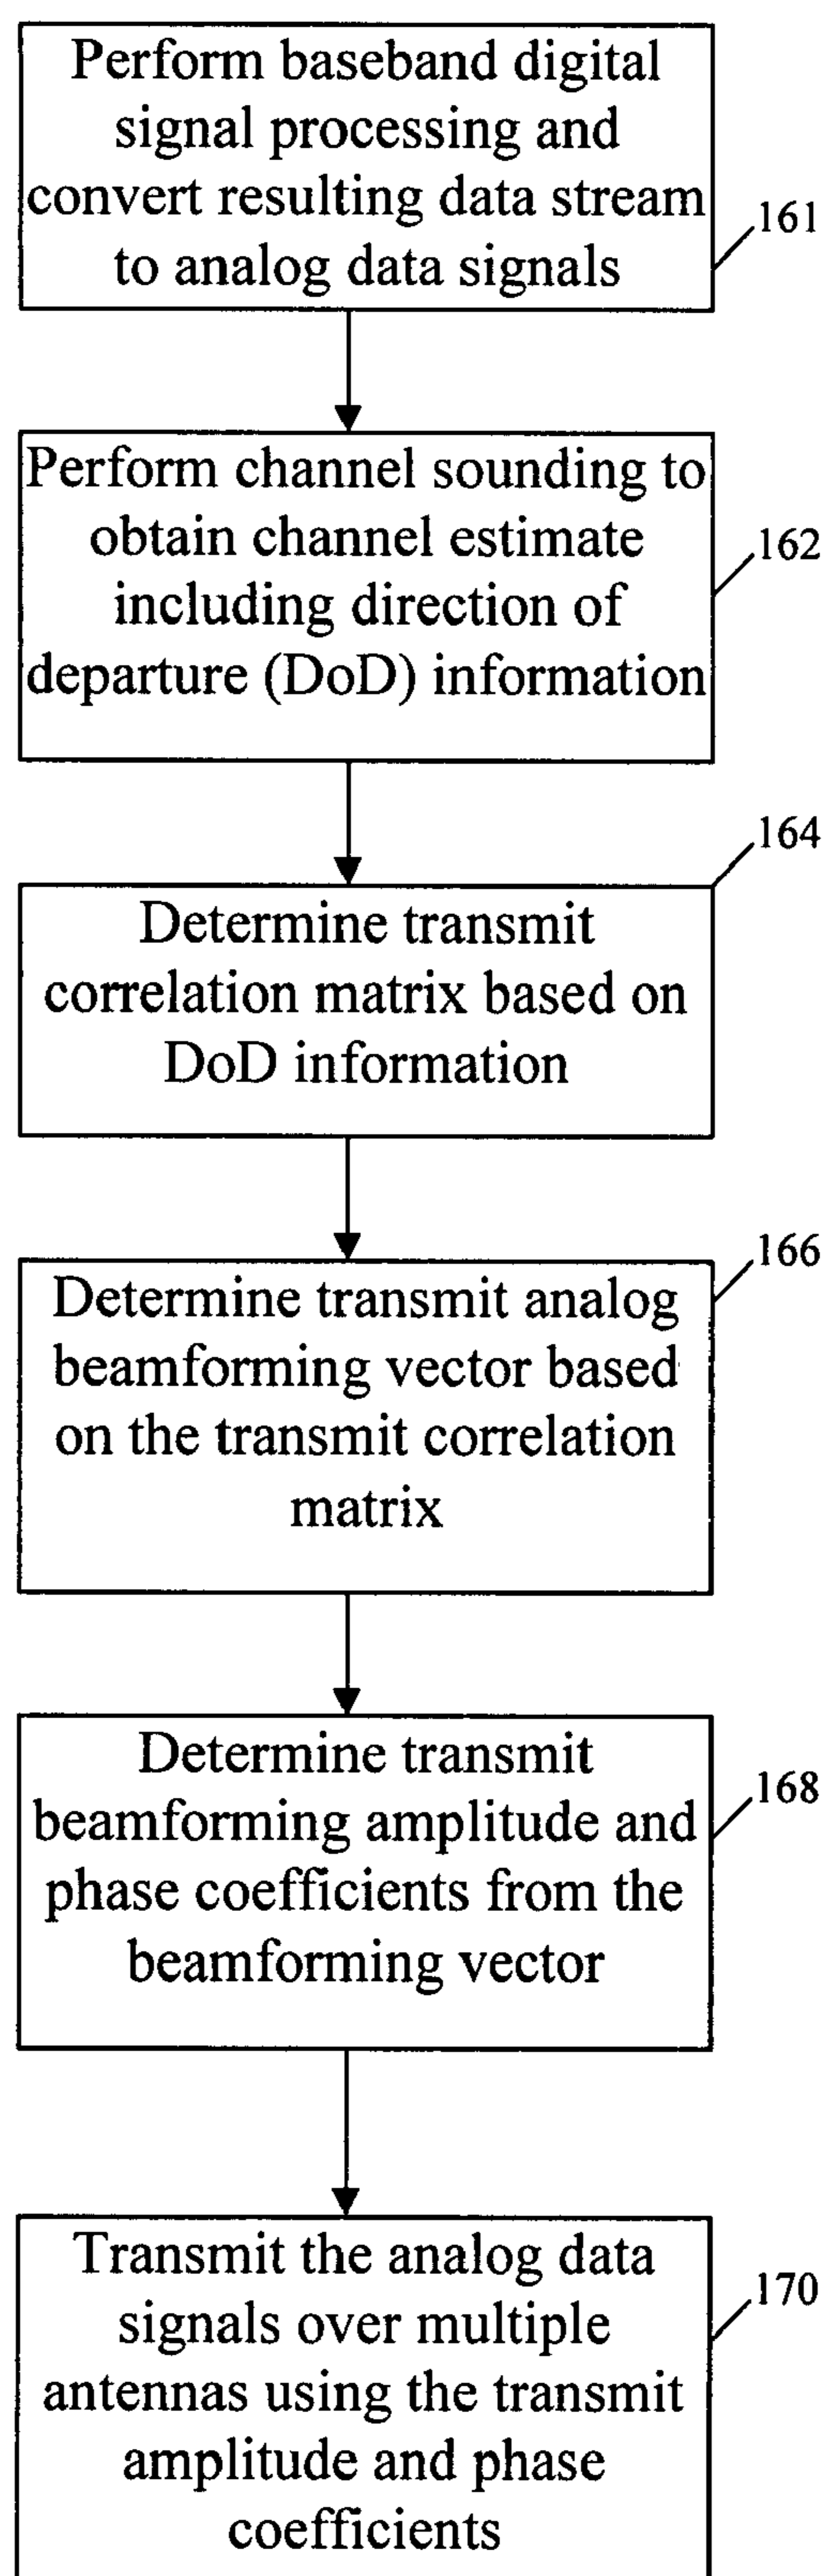 Perform baseband digital
signal processing and
convert resulting data stream
to analog data signals
161
Perform channel sounding to
obtain channel estimate
including direction of
departure (DoD) information
162
164
Determine transmit
correlation matrix based on
DoD information
166
Determine transmit analog
beamforming vector based
on the transmit correlation
matrix
168
Determine transmit
beamforming amplitude and
phase coefficients from the
beamforming vector
170
Transmit the analog data
signals over multiple
antennas using the transmit
amplitude and phase
coefficients